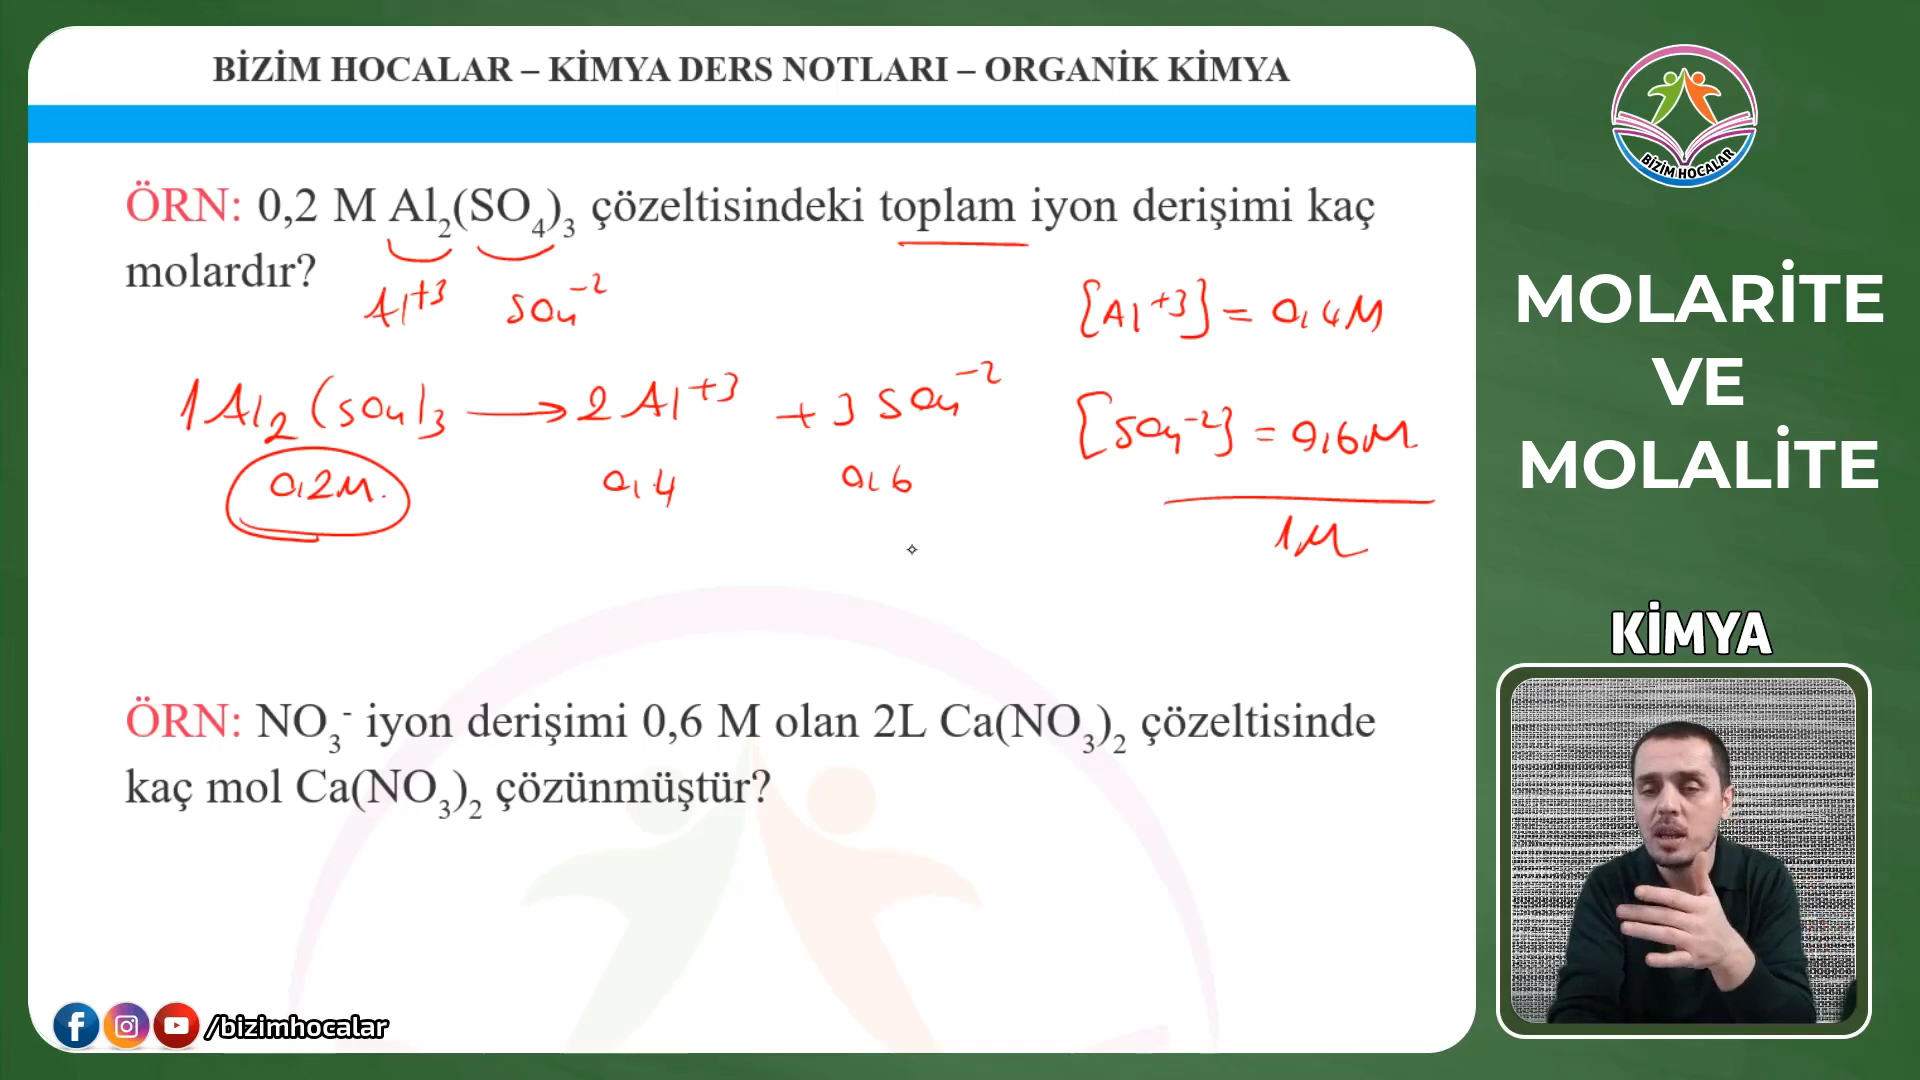 BİZİM HOCALAR – KİMYA DERS NOTLARI – ORGANİK KİMYA
ÖRN: 0,2 M Al₂(SO₄)₃ çözeltisindeki toplam iyon derişimi kaç
molardır?
Al⁺³ SO₄⁻²
[Al⁺³] = 0,4M
1Al₂(SO₄)₃ → 2Al⁺³ + 3SO₄⁻²
[SO₄⁻²] = 0,6M
0,2M. 0,4 0,6
1M
ÖRN: NO₃⁻ iyon derişimi 0,6 M olan 2L Ca(NO₃)₂ çözeltisinde
kaç mol Ca(NO₃)₂ çözünmüştür?
/bizimhocalar
BİZİM HOCALAR
MOLARİTE
VE
MOLALİTE
KİMYA